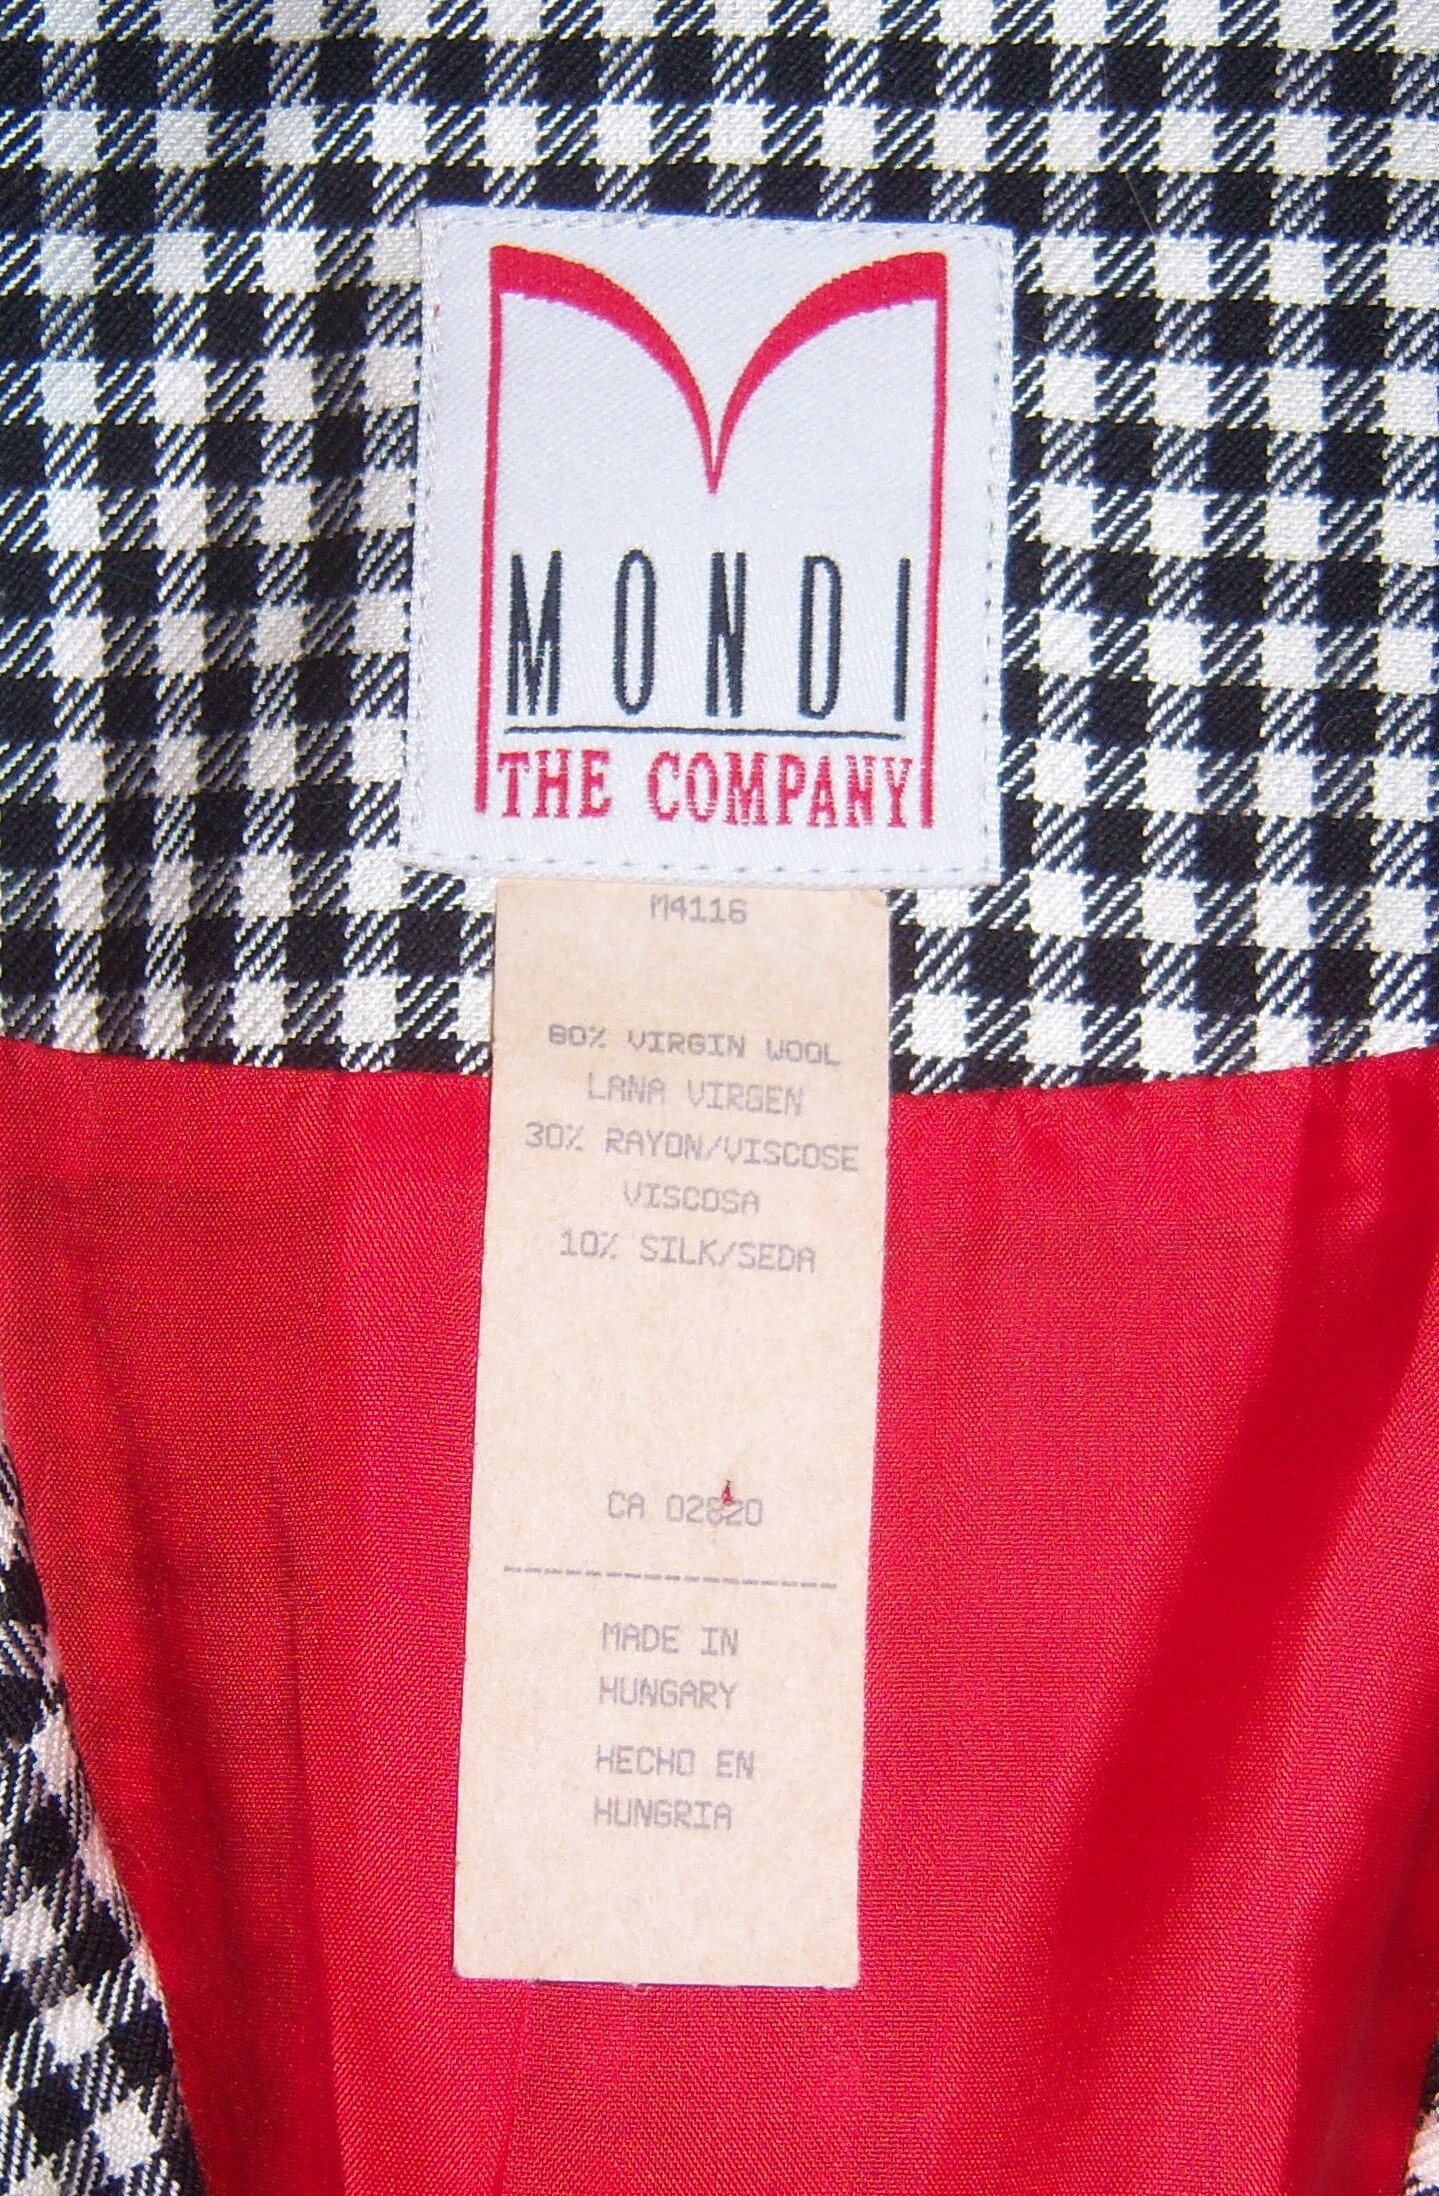 MONDI
THE COMPANY
M4116
60% VIRGIN WOOL
LANA VIRGEN
30% RAYON/VISCOSE
VISCOSA
10% SILK/SEDA
CA 02820
MADE IN
HUNGARY
HECHO EN
HUNGRIA